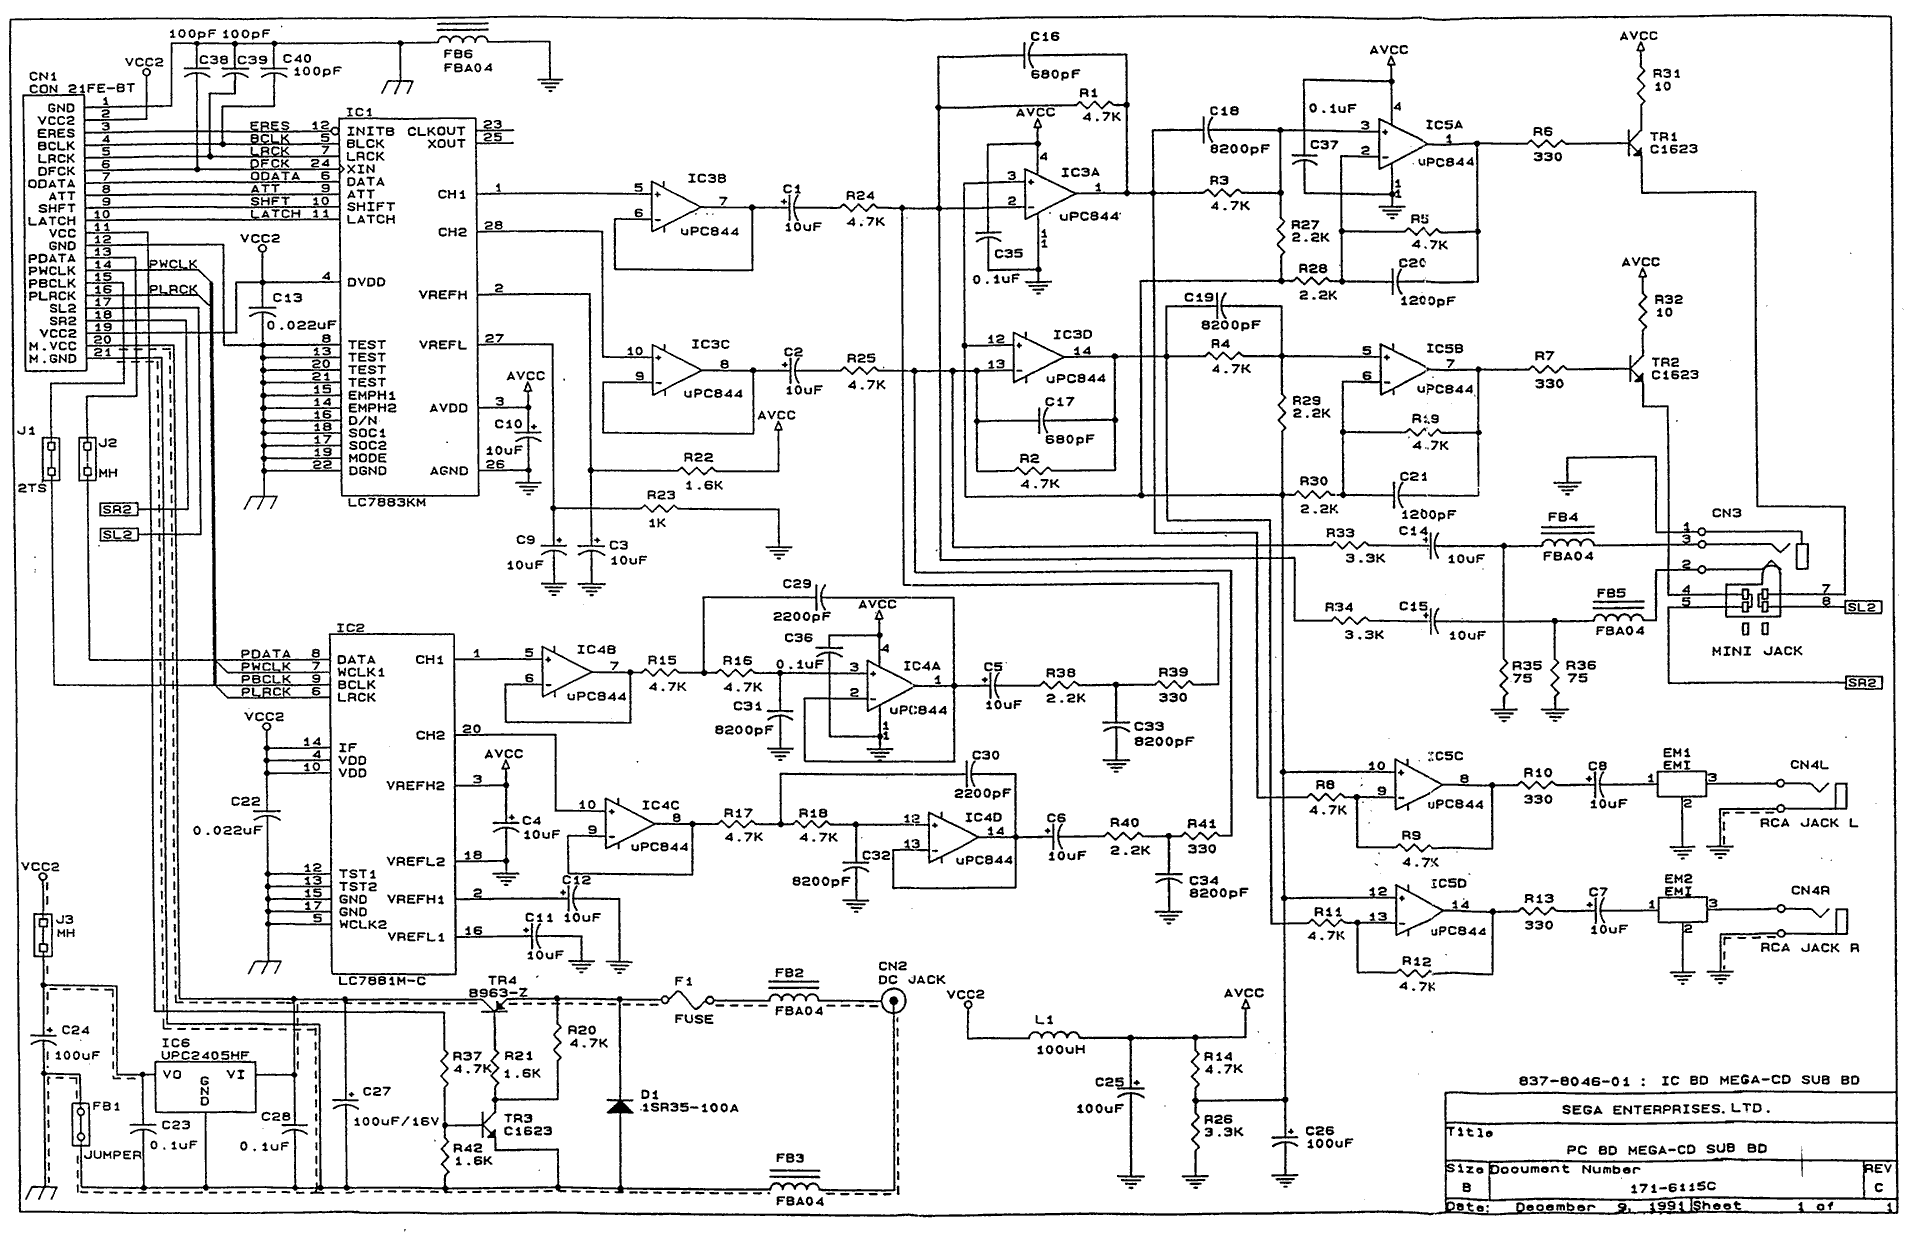 100pF 100pF
C38 C39 C40
100pF
VCC2
FB6
FBA04
CN1
CON 21FE-BT
GND 1
VCC2 2
ERES 3
BCLK 4
LRCK 5
DFCK 6
ODATA 7
ATT 8
SHFT 9
LATCH 10
VCC 11
GND 12
PDATA 13
PWCLK 14
PBCLK 15
PLRCK 16
SL2 17
SR2 18
VCC2 19
M.VCC 20
M.GND 21
PWCLK
PLRCK
IC1
ERES 12 INITB
BCLK 5 BLCK
LRCK 7 LRCK
DFCK 24 XIN
ODATA 6 DATA
ATT 9 ATT
SHFT 10 SHIFT
LATCH 11 LATCH
VCC2
4 DVDD
C13
0.022uF
8 TEST
13 TEST
20 TEST
21 TEST
15 EMPH1
14 EMPH2
16 D/N
18 SOC1
17 SOC2
19 MODE
22 DGND
CLKOUT 23
XOUT 25
CH1 1
CH2 28
VREFH 2
VREFL 27
AVDD 3
AGND 26
LC7883KM
AVCC
C10
10uF
J1
2TS
J2
MH
SR2
SL2
5 6 7
IC3B
uPC844
C1
10uF
R24
4.7K
10 9 8
IC3C
uPC844
C2
10uF
R25
4.7K
AVCC
R22
1.6K
R23
1K
C9
10uF
C3
10uF
C16
680pF
R1
4.7K
AVCC
4
3 2 1
IC3A
uPC844
11
C35
0.1uF
12 13 14
IC3D
uPC844
C17
680pF
R2
4.7K
C18
8200pF
R3
4.7K
R27
2.2K
R28
2.2K
C19
8200pF
R4
4.7K
R29
2.2K
R30
2.2K
AVCC
0.1uF
C37
4
3 2 1
IC5A
uPC844
11
R5
4.7K
C20
1200pF
5 6 7
IC5B
uPC844
R19
4.7K
C21
1200pF
R6
330
R7
330
AVCC
R31
10
TR1
C1623
AVCC
R32
10
TR2
C1623
R33
3.3K
C14
10uF
FB4
FBA04
R34
3.3K
C15
10uF
FB5
FBA04
R35
75
R36
75
CN3
1
3
2
4 7
5 8
SL2
MINI JACK
SR2
IC2
PDATA 8 DATA
PWCLK 7 WCLK1
PBCLK 9 BCLK
PLRCK 6 LRCK
VCC2
14 IF
4 VDD
10 VDD
C22
0.022uF
12 TST1
13 TST2
15 GND
17 GND
5 WCLK2
CH1 1
CH2 20
VREFH2 3
VREFL2 18
VREFH1 2
VREFL1 16
LC7881M-C
AVCC
C4
10uF
C12
10uF
C11
10uF
5 6 7
IC4B
uPC844
R15
4.7K
R16
4.7K
C29
2200pF
C31
8200pF
AVCC
C36
0.1uF
4
3 2 1
IC4A
uPC844
11
C5
10uF
R38
2.2K
R39
330
C33
8200pF
10 9 8
IC4C
uPC844
R17
4.7K
R18
4.7K
C30
2200pF
C32
8200pF
12 13 14
IC4D
uPC844
C6
10uF
R40
2.2K
R41
330
C34
8200pF
R8
4.7K
10 9 8
IC5C
uPC844
R9
4.7K
R10
330
C8
10uF
EM1
EMI
1 3
2
CN4L
RCA JACK L
R11
4.7K
12 13 14
IC5D
uPC844
R12
4.7K
R13
330
C7
10uF
EM2
EMI
1 3
2
CN4R
RCA JACK R
VCC2
J3
MH
C24
100uF
IC6
UPC2405HF
VO GND VI
FB1
JUMPER
C23
0.1uF
C28
0.1uF
C27
100uF/16V
TR4
8963-Z
R37
4.7K
R21
1.6K
R20
4.7K
TR3
C1623
R42
1.6K
D1
1SR35-100A
F1
FUSE
FB2
FBA04
CN2
DC JACK
FB3
FBA04
VCC2
L1
100uH
AVCC
C25
100uF
R14
4.7K
R26
3.3K
C26
100uF
837-8046-01 : IC BD MEGA-CD SUB BD
SEGA ENTERPRISES.LTD.
Title
PC BD MEGA-CD SUB BD
Size Document Number REV
B 171-6115C C
Date: December 9, 1991 Sheet 1 of 1